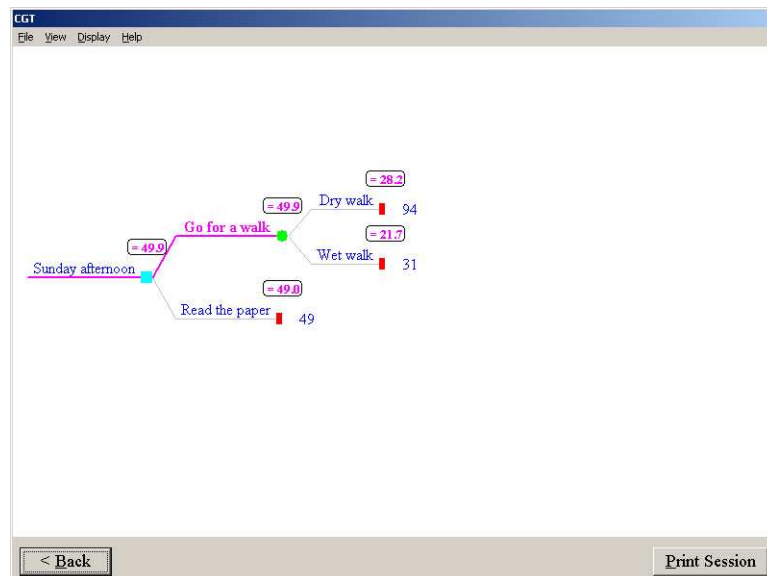 CGT
File View Display Help
= 28.2
Dry walk 94
= 49.9
Go for a walk
= 21.7
Wet walk 31
= 49.9
Sunday afternoon
= 49.0
Read the paper 49
< Back Print Session